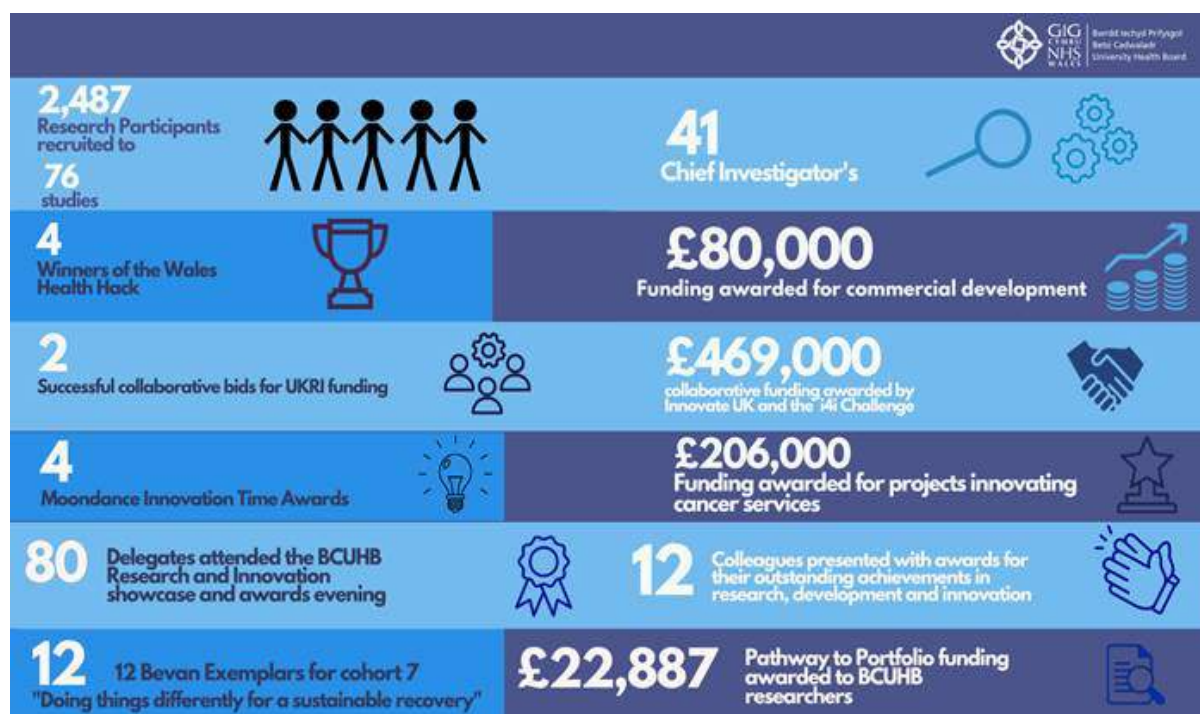 GIG
CYMRU
NHS
WALES
Bwrdd Iechyd Prifysgol
Betsi Cadwaladr
University Health Board
2,487
Research Participants
recruited to
76
studies
41
Chief Investigator's
4
Winners of the Wales
Health Hack
£80,000
Funding awarded for commercial development
2
Successful collaborative bids for UKRI funding
£469,000
collaborative funding awarded by
Innovate UK and the i4i Challenge
4
Moondance Innovation Time Awards
£206,000
Funding awarded for projects innovating
cancer services
80
Delegates attended the BCUHB
Research and Innovation
showcase and awards evening
12
Colleagues presented with awards for
their outstanding achievements in
research, development and innovation
12
12 Bevan Exemplars for cohort 7
"Doing things differently for a sustainable recovery"
£22,887
Pathway to Portfolio funding
awarded to BCUHB
researchers